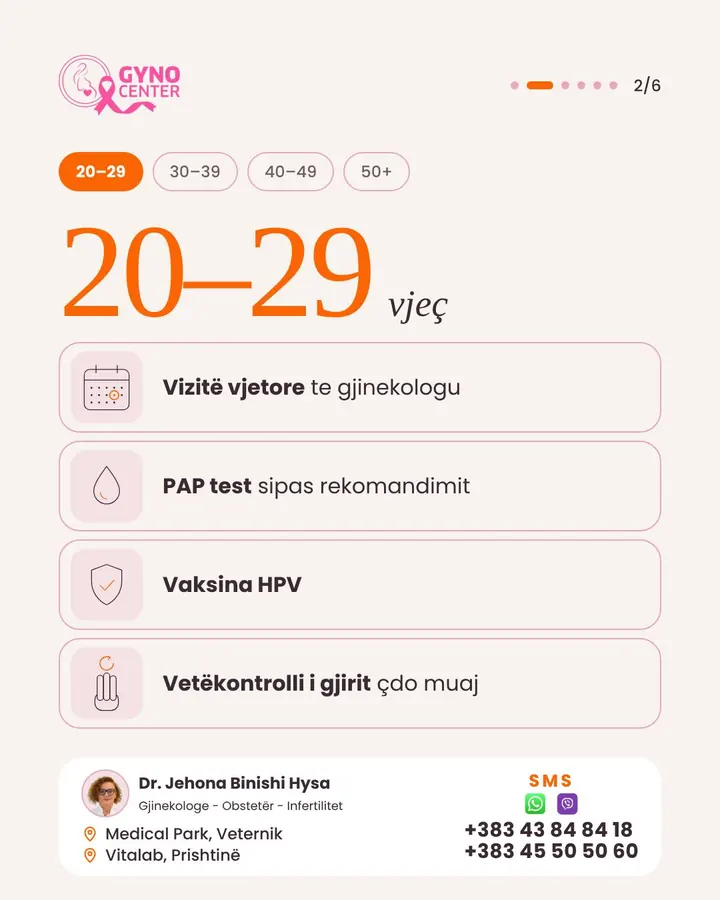 GYNO
CENTER
2/6
20–29
30–39
40–49
50+
20–29 vjeç
Vizitë vjetore te gjinekologu
PAP test sipas rekomandimit
Vaksina HPV
Vetëkontrolli i gjirit çdo muaj
Dr. Jehona Binishi Hysa
Gjinekologe - Obstetër - Infertilitet
Medical Park, Veternik
Vitalab, Prishtinë
SMS
+383 43 84 84 18
+383 45 50 50 60